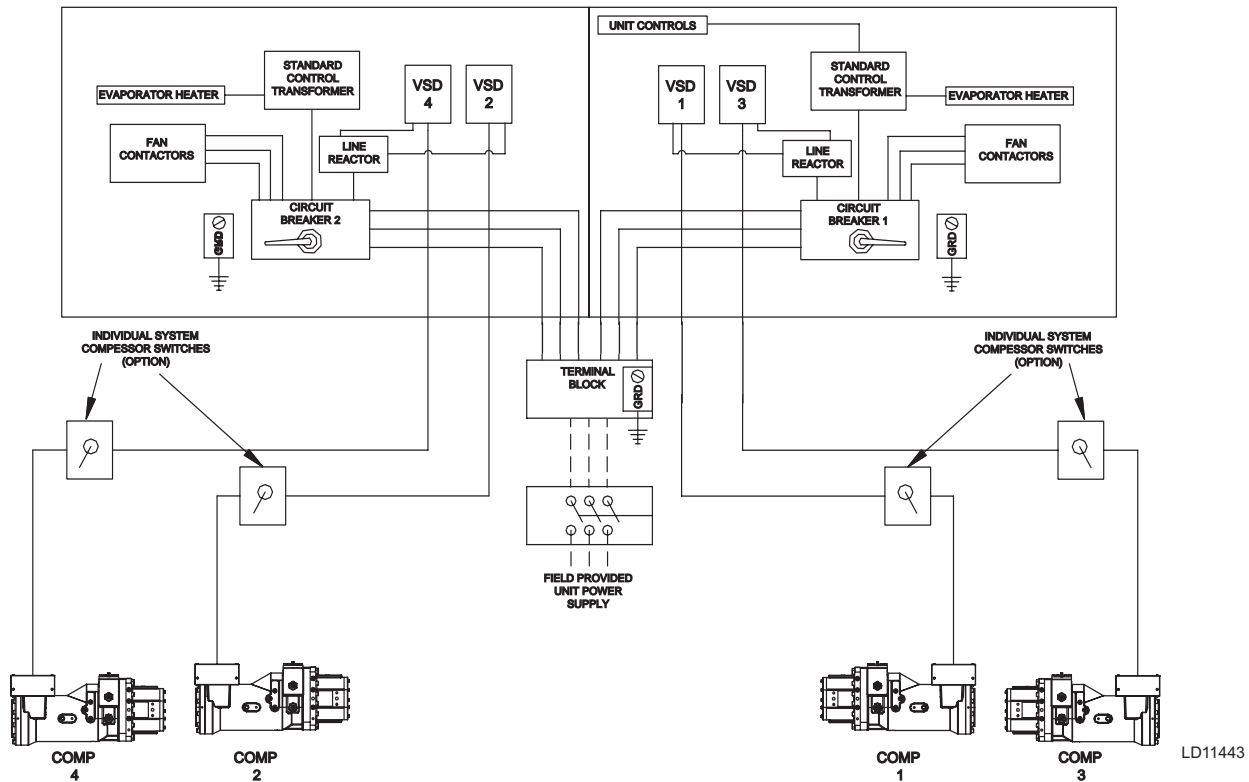 UNIT CONTROLS
STANDARD
CONTROL
TRANSFORMER
EVAPORATOR HEATER
VSD
4
VSD
2
FAN
CONTACTORS
LINE
REACTOR
CIRCUIT
BREAKER 2
GRD
VSD
1
VSD
3
STANDARD
CONTROL
TRANSFORMER
EVAPORATOR HEATER
LINE
REACTOR
FAN
CONTACTORS
CIRCUIT
BREAKER 1
GRD
INDIVIDUAL SYSTEM
COMPESSOR SWITCHES
(OPTION)
TERMINAL
BLOCK
GRD
INDIVIDUAL SYSTEM
COMPESSOR SWITCHES
(OPTION)
FIELD PROVIDED
UNIT POWER
SUPPLY
COMP
4
COMP
2
COMP
1
COMP
3
LD11443